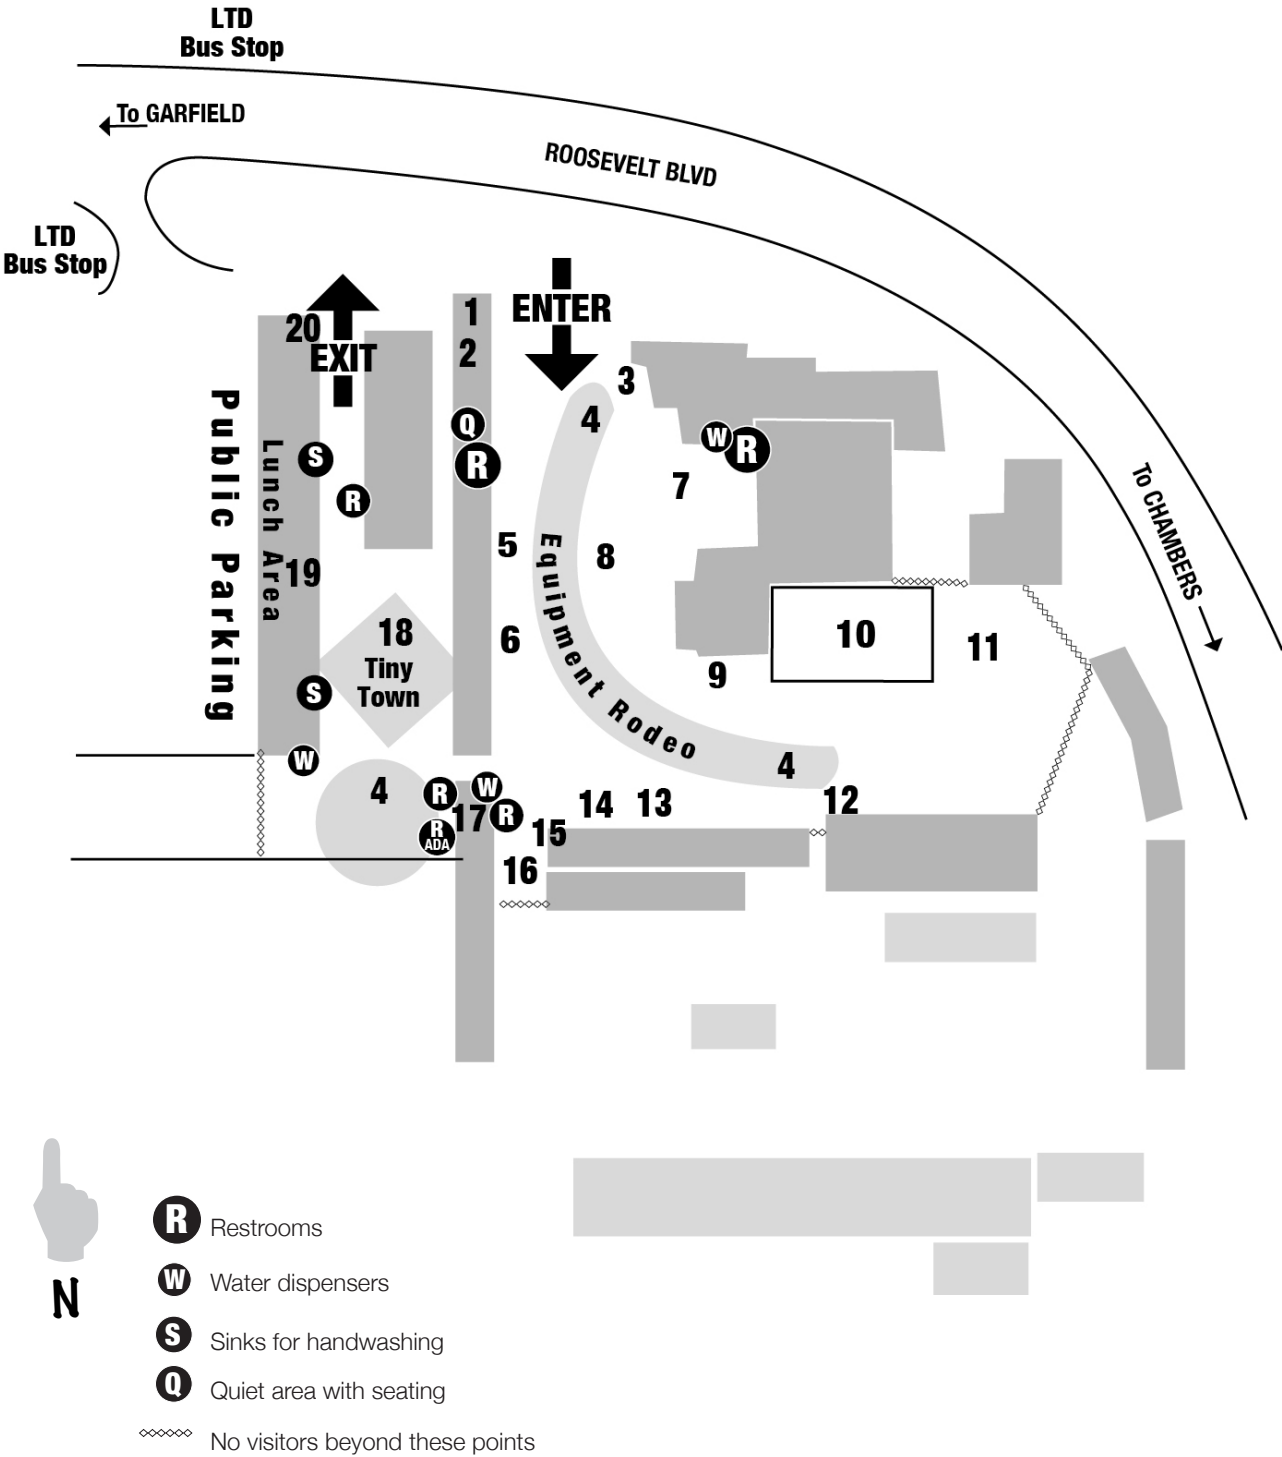 LTD
Bus Stop
To GARFIELD
ROOSEVELT BLVD
LTD
Bus Stop
To CHAMBERS
ENTER
EXIT
20
1
2
3
4
Q
R
W
R
S
R
7
Public Parking
Lunch Area
19
5
8
Equipment Rodeo
6
18
Tiny
Town
10
11
9
S
W
4
4
R
W
17
R
R
ADA
12
14
13
15
16
N
R Restrooms
W Water dispensers
S Sinks for handwashing
Q Quiet area with seating
No visitors beyond these points